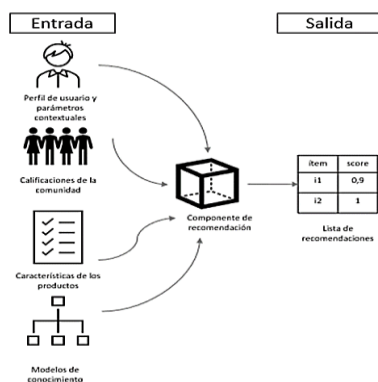 Entrada
Salida
Perfil de usuario y
parámetros
contextuales
Calificaciones de la
comunidad
Características de los
productos
Modelos de
conocimiento
Componente de
recomendación
item score
i1 0,9
i2 1
Lista de
recomendaciones